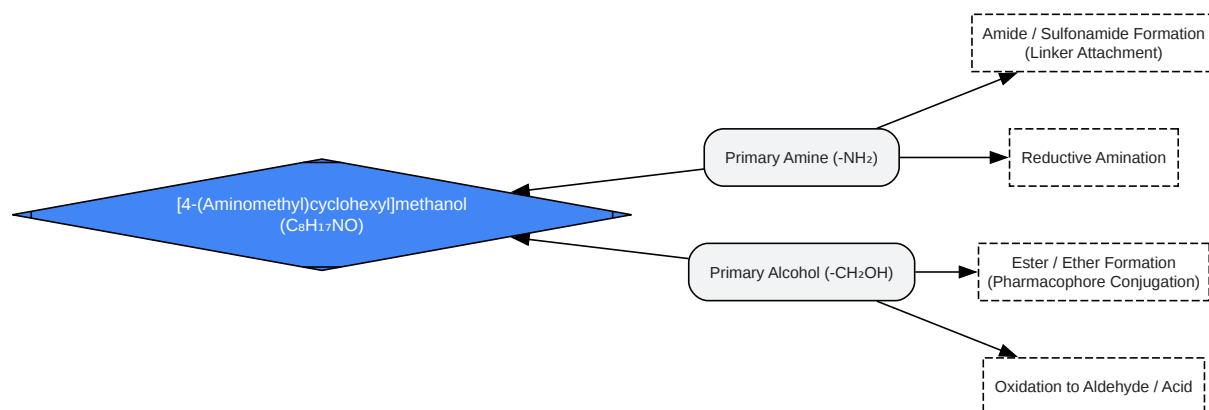 Amide / Sulfonamide Formation
(Linker Attachment)
Primary Amine (-NH₂)
Reductive Amination
[4-(Aminomethyl)cyclohexyl]methanol
(C₈H₁₇NO)
Primary Alcohol (-CH₂OH)
Ester / Ether Formation
(Pharmacophore Conjugation)
Oxidation to Aldehyde / Acid